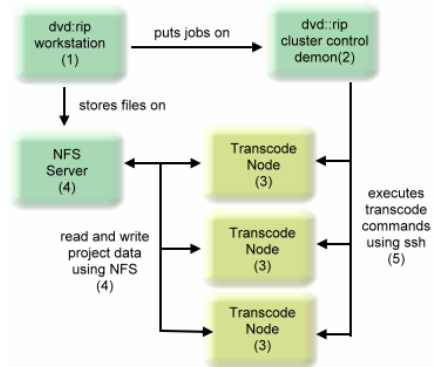 dvd:rip
workstation
(1)
puts jobs on
dvd::rip
cluster control
demon(2)
stores files on
NFS
Server
(4)
Transcode
Node
(3)
executes
transcode
commands
using ssh
(5)
read and write
project data
using NFS
(4)
Transcode
Node
(3)
Transcode
Node
(3)